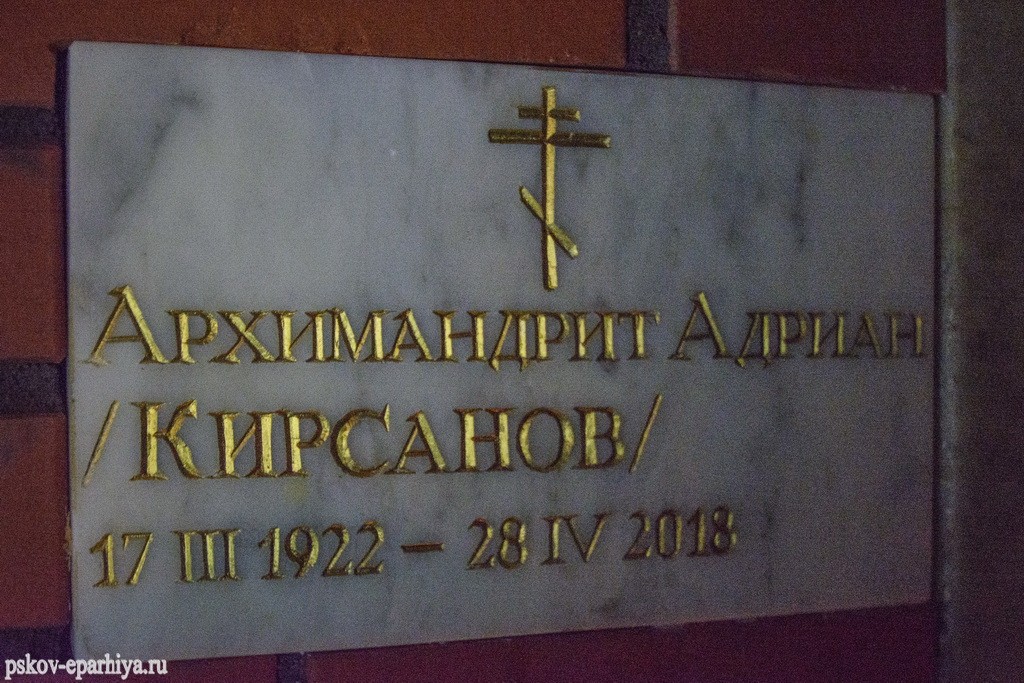 Архимандрит Адриан
/Кирсанов/
17 III 1922 – 28 IV 2018
pskov-eparhiya.ru